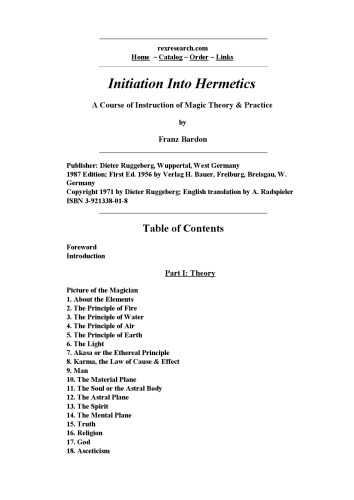 rexresearch.com
Home ~ Catalog ~ Order ~ Links
Initiation Into Hermetics
A Course of Instruction of Magic Theory & Practice
by
Franz Bardon
Publisher: Dieter Ruggeberg, Wuppertal, West Germany
1987 Edition; First Ed. 1956 by Verlag H. Bauer, Freiburg, Breisgau, W.
Germany
Copyright 1971 by Dieter Ruggeberg; English translation by A. Radspieler
ISBN 3-921338-01-8
Table of Contents
Foreword
Introduction
Part I: Theory
Picture of the Magician
1. About the Elements
2. The Principle of Fire
3. The Principle of Water
4. The Principle of Air
5. The Principle of Earth
6. The Light
7. Akasa or the Ethereal Principle
8. Karma, the Law of Cause & Effect
9. Man
10. The Material Plane
11. The Soul or the Astral Body
12. The Astral Plane
13. The Spirit
14. The Mental Plane
15. Truth
16. Religion
17. God
18. Asceticism